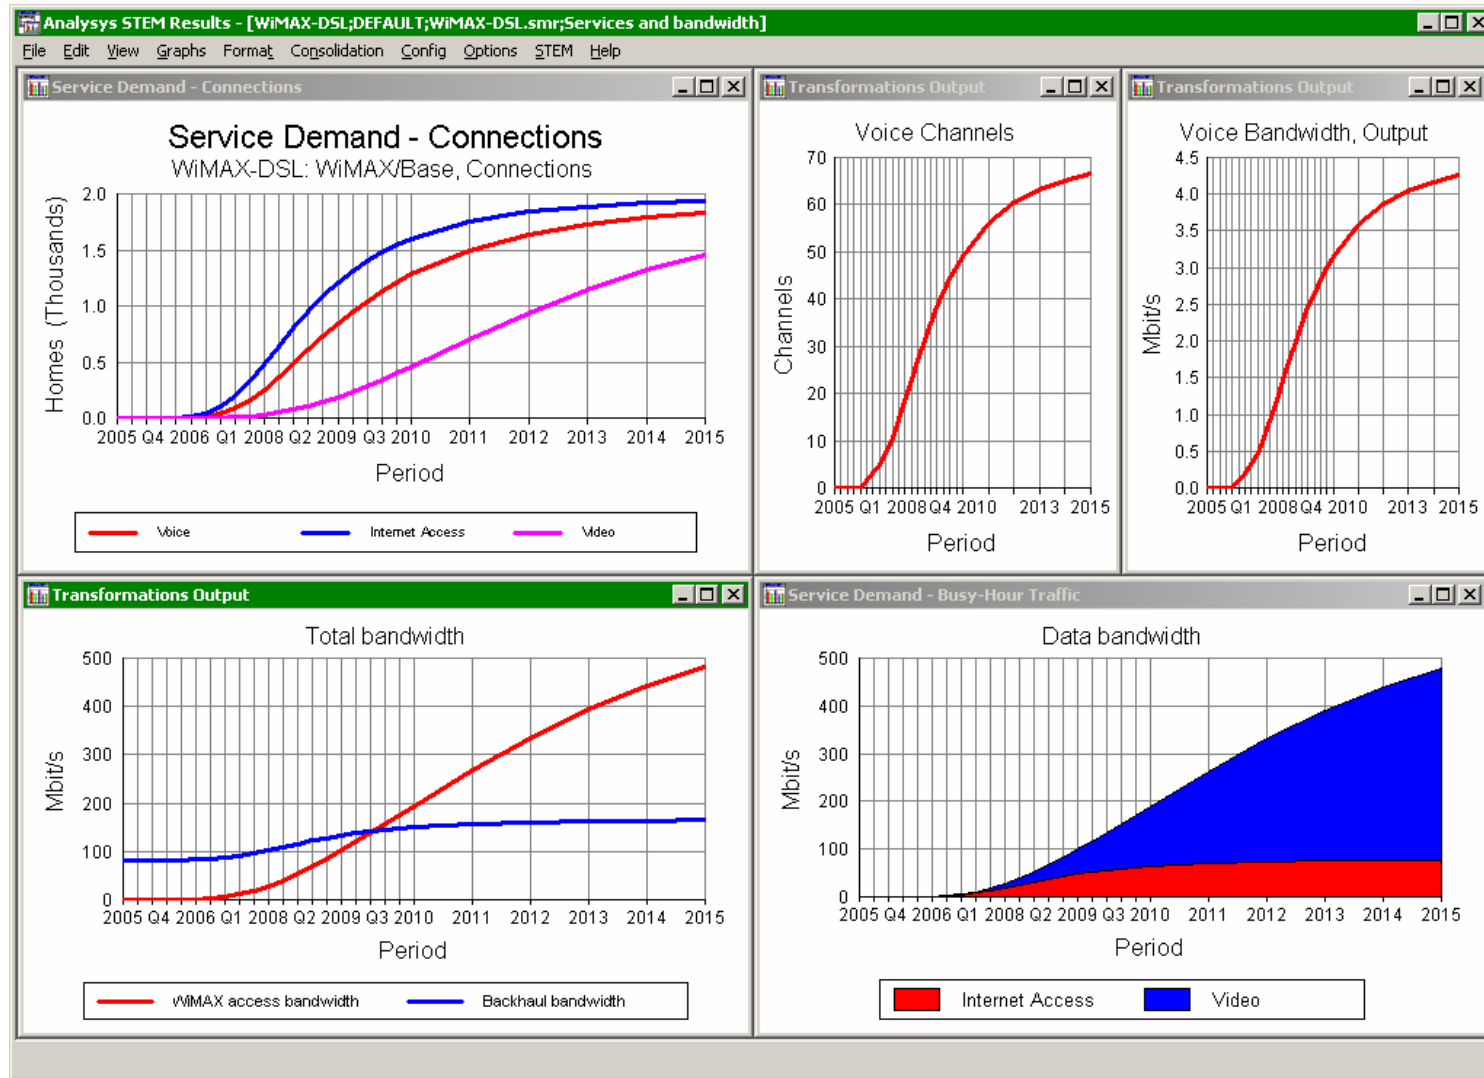 Analysys STEM Results - [WiMAX-DSL;DEFAULT;WiMAX-DSL.smr;Services and bandwidth]
File Edit View Graphs Format Consolidation Config Options STEM Help
Service Demand - Connections
Service Demand - Connections
WiMAX-DSL: WiMAX/Base, Connections
Homes (Thousands)
2.0
1.5
1.0
0.5
0.0
2005 Q4 2006 Q1 2008 Q2 2009 Q3 2010 2011 2012 2013 2014 2015
Period
Voice Internet Access Video
Transformations Output
Voice Channels
Channels
70
60
50
40
30
20
10
0
2005 Q1 2008 Q4 2010 2013 2015
Period
Transformations Output
Voice Bandwidth, Output
Mbit/s
4.5
4.0
3.5
3.0
2.5
2.0
1.5
1.0
0.5
0.0
2005 Q1 2008 Q4 2010 2013 2015
Period
Transformations Output
Total bandwidth
Mbit/s
500
400
300
200
100
0
2005 Q4 2006 Q1 2008 Q2 2009 Q3 2010 2011 2012 2013 2014 2015
Period
WiMAX access bandwidth Backhaul bandwidth
Service Demand - Busy-Hour Traffic
Data bandwidth
Mbit/s
500
400
300
200
100
0
2005 Q4 2006 Q1 2008 Q2 2009 Q3 2010 2011 2012 2013 2014 2015
Period
Internet Access Video